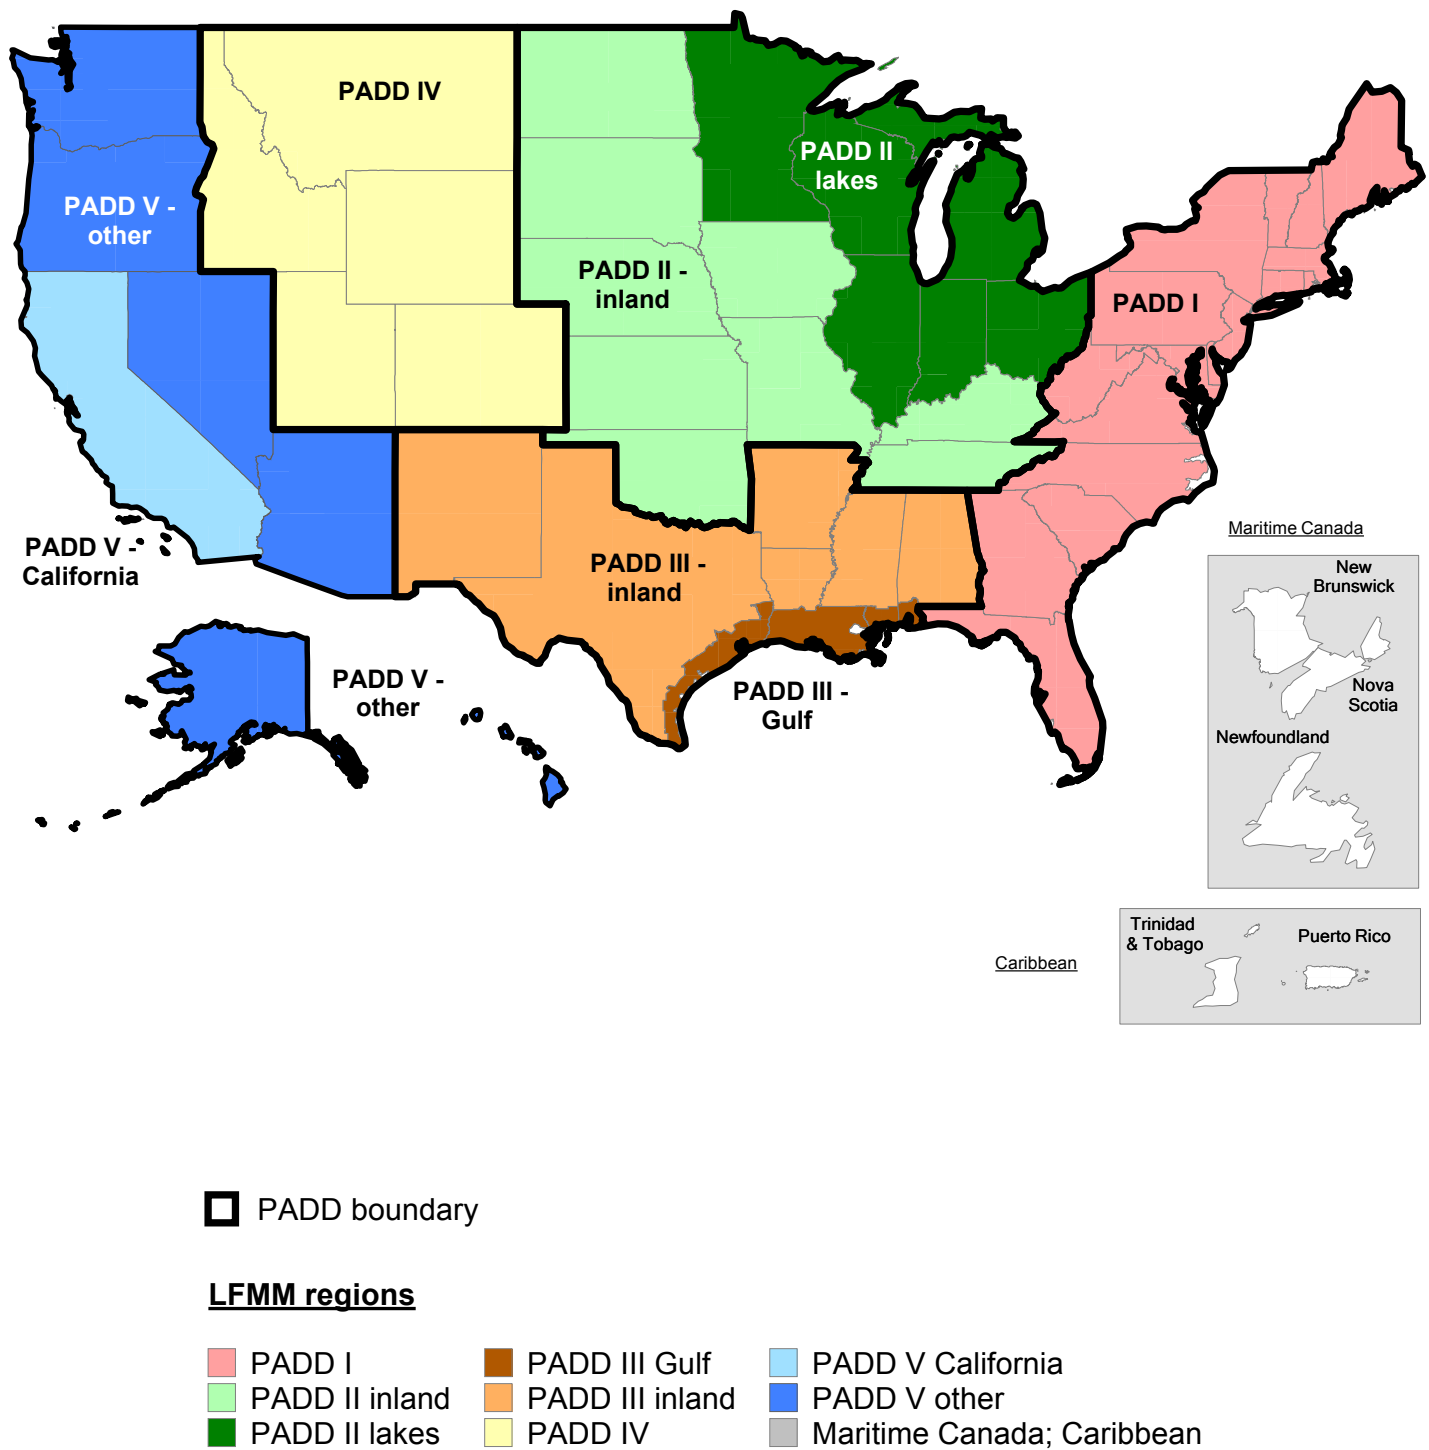 PADD IV
PADD II
lakes
PADD V -
other
PADD II -
inland
PADD I
PADD V -
California
PADD III -
inland
Maritime Canada
New
Brunswick
PADD V -
other
PADD III -
Gulf
Nova
Scotia
Newfoundland
Trinidad
& Tobago
Puerto Rico
Caribbean
PADD boundary
LFMM regions
PADD I
PADD II inland
PADD II lakes
PADD III Gulf
PADD III inland
PADD IV
PADD V California
PADD V other
Maritime Canada; Caribbean